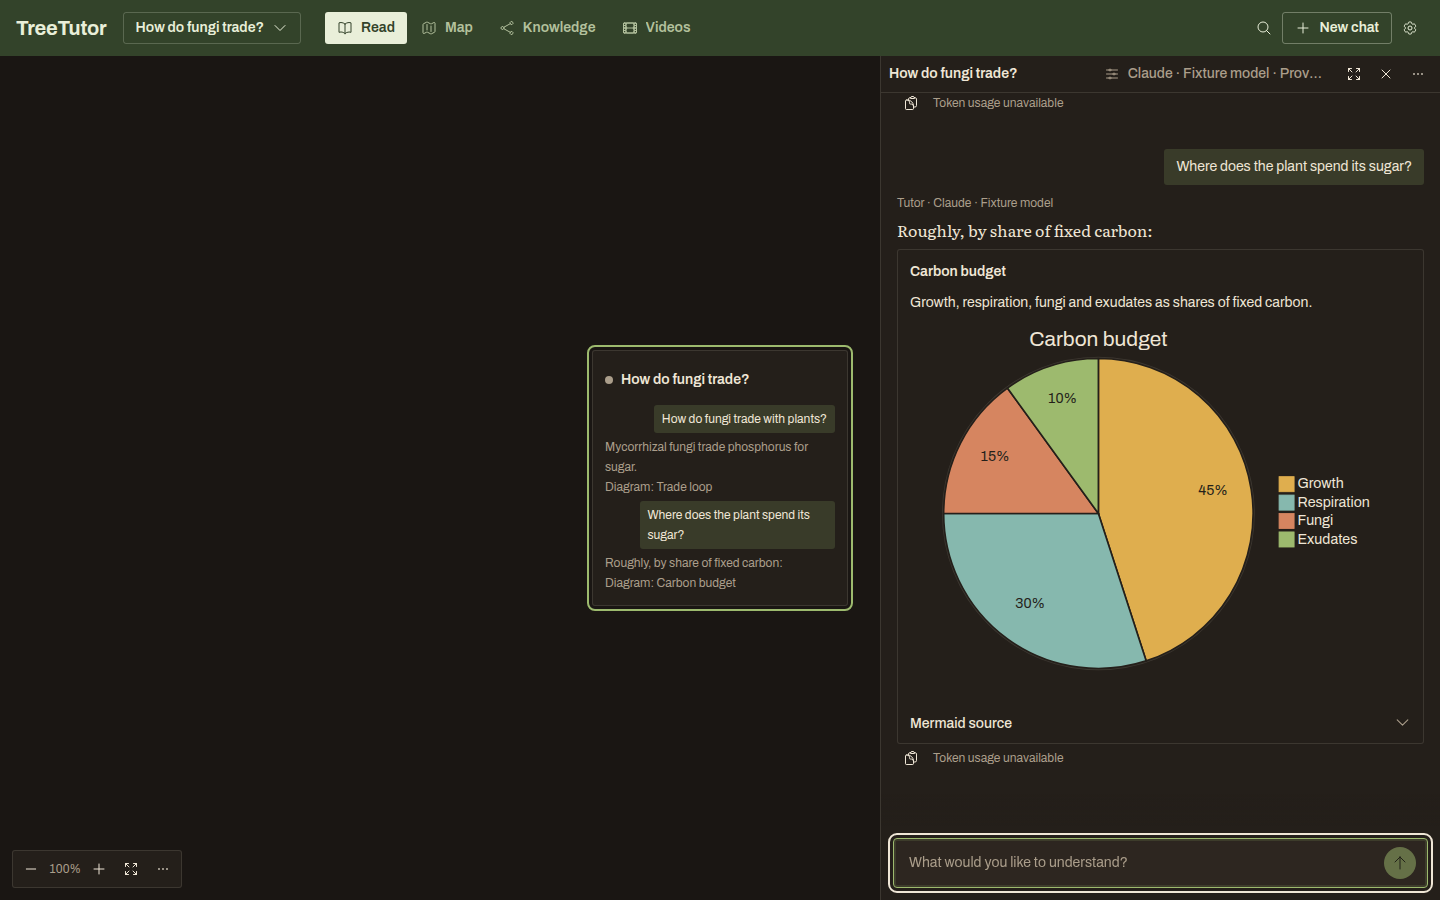 TreeTutor
How do fungi trade?
Read
Map
Knowledge
Videos
New chat
How do fungi trade?
How do fungi trade with plants?
Mycorrhizal fungi trade phosphorus for
sugar.
Diagram: Trade loop
Where does the plant spend its
sugar?
Roughly, by share of fixed carbon:
Diagram: Carbon budget
100%
How do fungi trade?
Claude · Fixture model · Prov...
Token usage unavailable
Where does the plant spend its sugar?
Tutor · Claude · Fixture model
Roughly, by share of fixed carbon:
Carbon budget
Growth, respiration, fungi and exudates as shares of fixed carbon.
Carbon budget
10%
15%
45%
30%
Growth
Respiration
Fungi
Exudates
Mermaid source
Token usage unavailable
What would you like to understand?